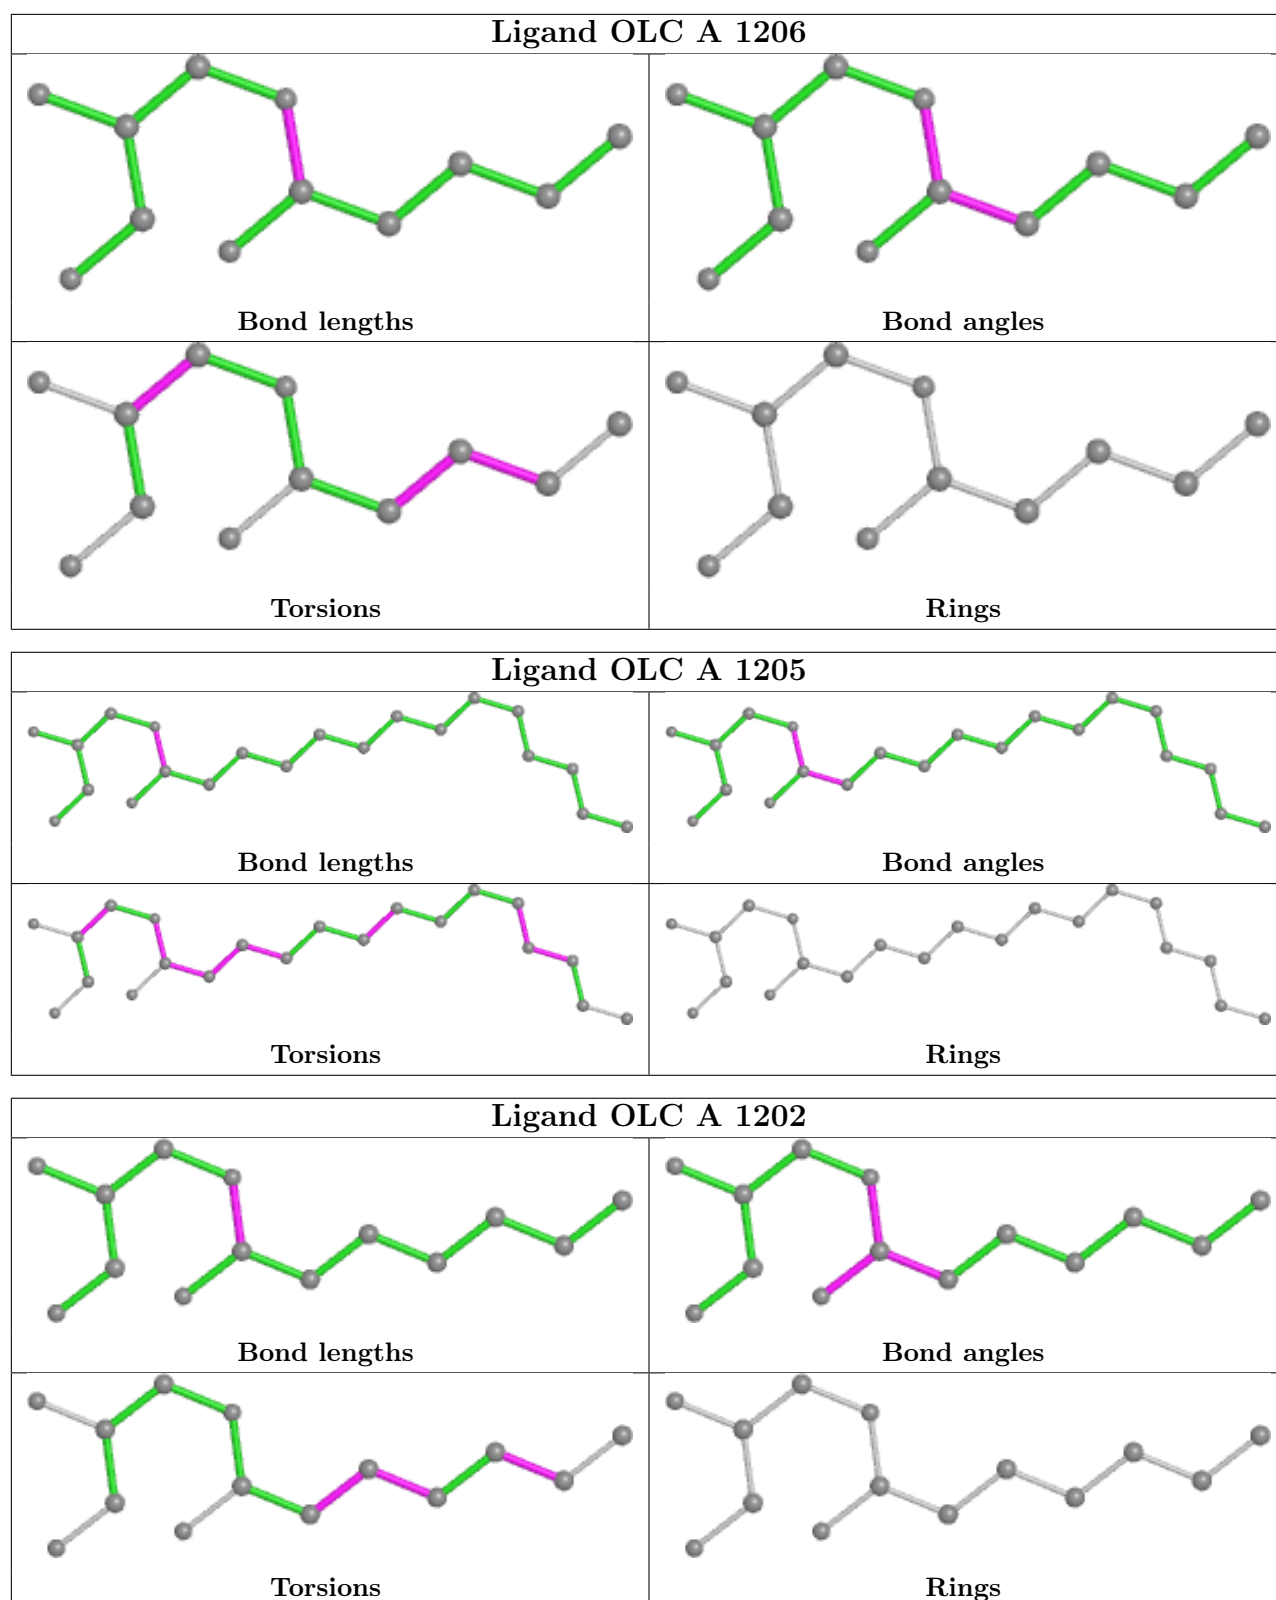 Ligand OLC A 1206
Bond lengths
Bond angles
Torsions
Rings
Ligand OLC A 1205
Bond lengths
Bond angles
Torsions
Rings
Ligand OLC A 1202
Bond lengths
Bond angles
Torsions
Rings